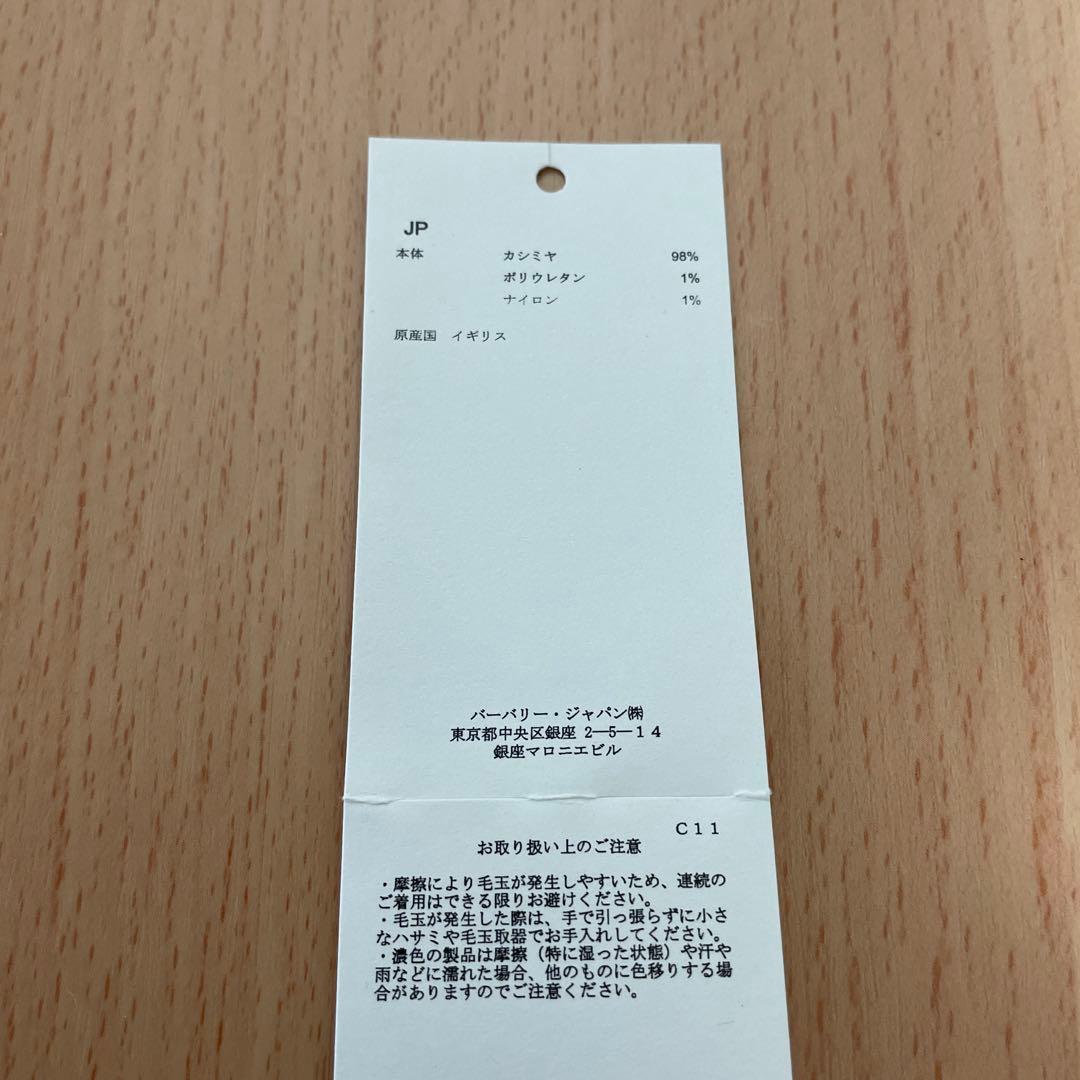 JP
本体 カシミヤ 98%
ポリウレタン 1%
ナイロン 1%
原産国 イギリス
バーバリー・ジャパン㈱
東京都中央区銀座 2―5―14
銀座マロニエビル
C11
お取り扱い上のご注意
・摩擦により毛玉が発生しやすいため、連続の
ご着用はできる限りお避けください。
・毛玉が発生した際は、手で引っ張らずに小さ
なハサミや毛玉取器でお手入れしてください。
・濃色の製品は摩擦（特に湿った状態）や汗や
雨などに濡れた場合、他のものに色移りする場
合がありますのでご注意ください。